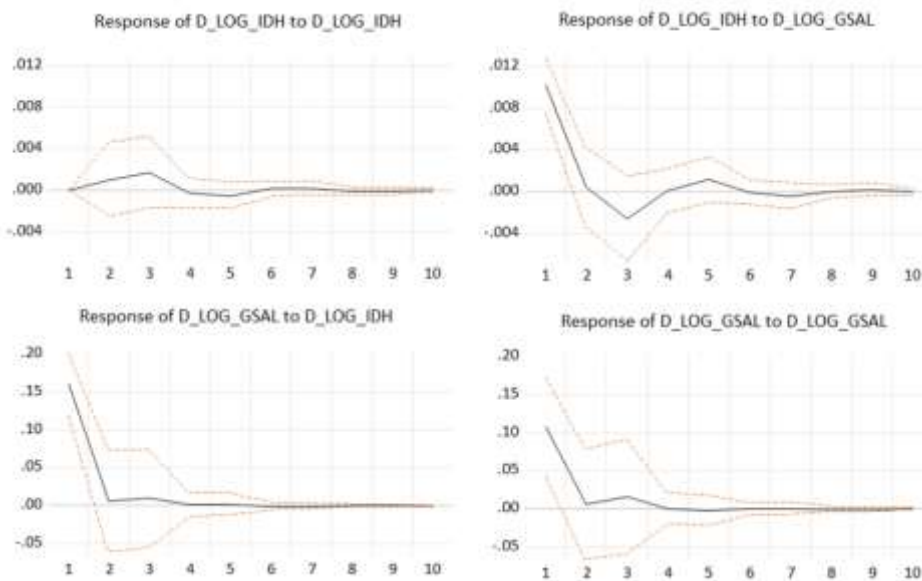 Response of D_LOG_IDH to D_LOG_IDH
.012
.008
.004
.000
-.004
1 2 3 4 5 6 7 8 9 10
Response of D_LOG_IDH to D_LOG_GSAL
.012
.008
.004
.000
-.004
1 2 3 4 5 6 7 8 9 10
Response of D_LOG_GSAL to D_LOG_IDH
.20
.15
.10
.05
.00
-.05
1 2 3 4 5 6 7 8 9 10
Response of D_LOG_GSAL to D_LOG_GSAL
.20
.15
.10
.05
.00
-.05
1 2 3 4 5 6 7 8 9 10